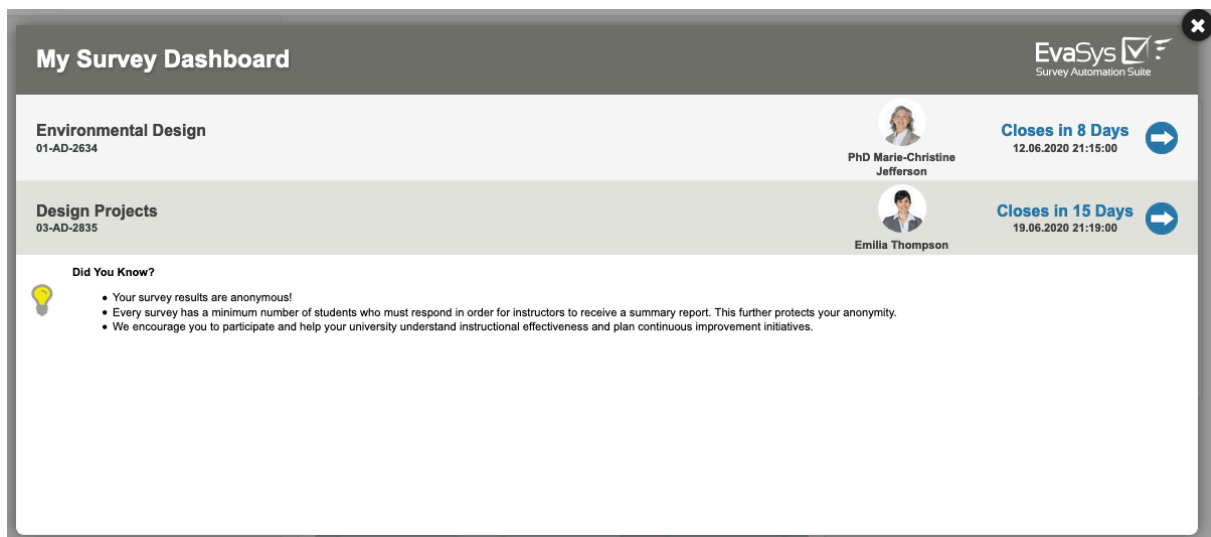 My Survey Dashboard
EvaSys
Survey Automation Suite
Environmental Design
01-AD-2634
PhD Marie-Christine
Jefferson
Closes in 8 Days
12.06.2020 21:15:00
Design Projects
03-AD-2835
Emilia Thompson
Closes in 15 Days
19.06.2020 21:19:00
Did You Know?
• Your survey results are anonymous!
• Every survey has a minimum number of students who must respond in order for instructors to receive a summary report. This further protects your anonymity.
• We encourage you to participate and help your university understand instructional effectiveness and plan continuous improvement initiatives.